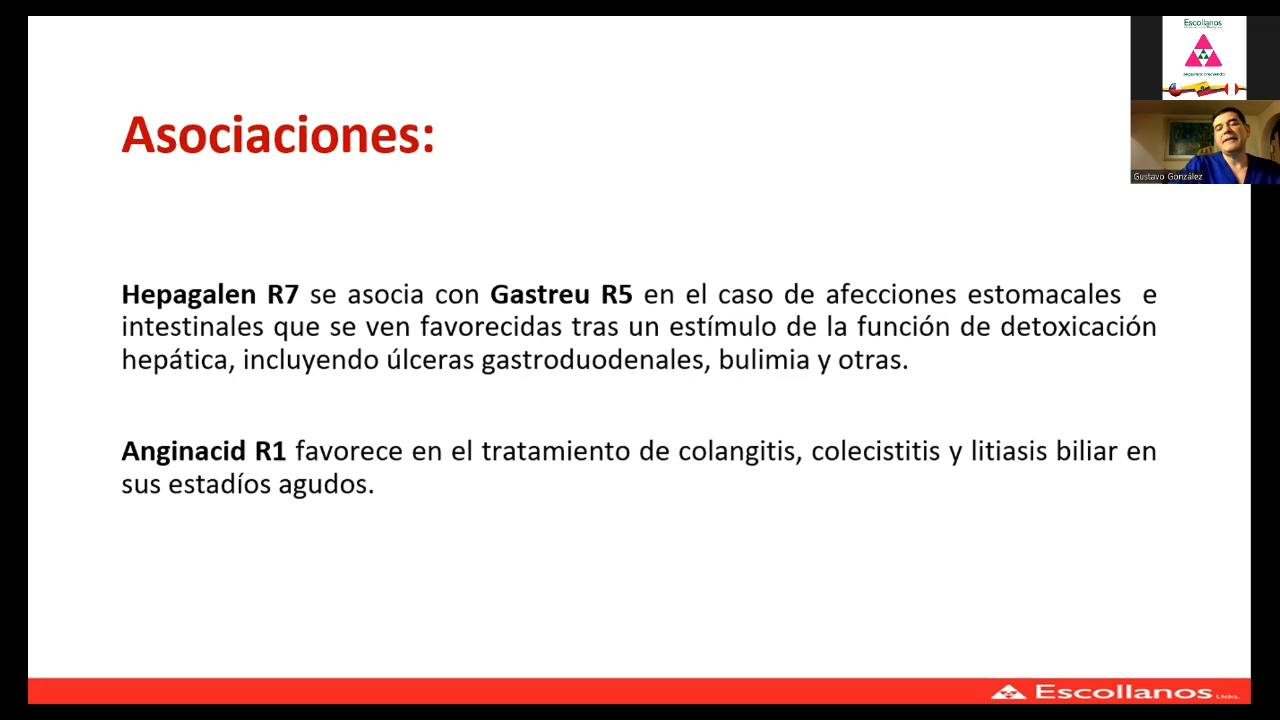 Escollanos
Asociaciones:
Gustavo González
Hepagalen R7 se asocia con Gastreu R5 en el caso de afecciones estomacales e
intestinales que se ven favorecidas tras un estímulo de la función de detoxicación
hepática, incluyendo úlceras gastroduodenales, bulimia y otras.
Anginacid R1 favorece en el tratamiento de colangitis, colecistitis y litiasis biliar en
sus estadíos agudos.
Escollanos Ltda.